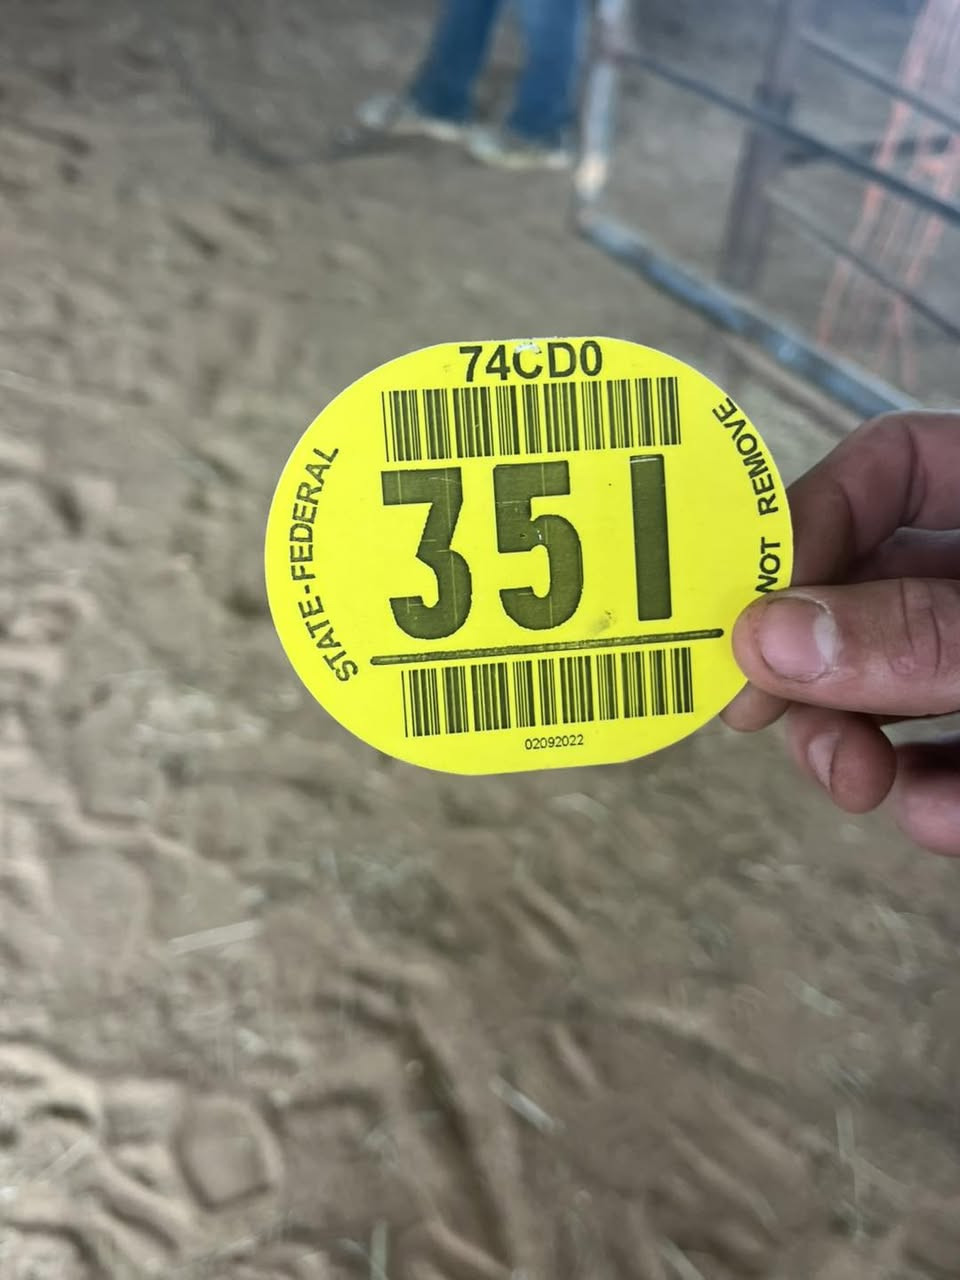 74CD0
STATE-FEDERAL
351
NOT REMOVE
02092022